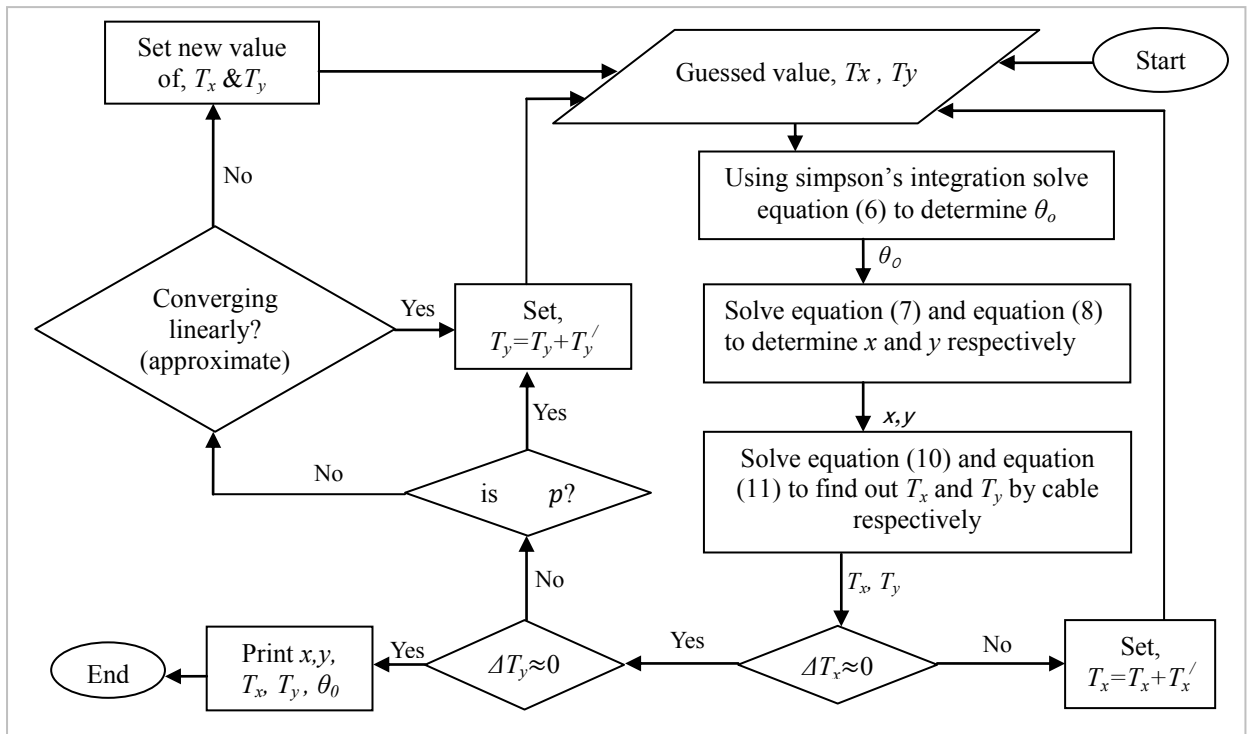 Set new value
of, Tx &Ty
Guessed value, Tx , Ty
Start
No
Using simpson's integration solve
equation (6) to determine θo
θO
Converging
linearly?
(approximate)
Yes
Set,
Ty=Ty+Ty/
Solve equation (7) and equation (8)
to determine x and y respectively
x,y
Yes
Solve equation (10) and equation
(11) to find out Tx and Ty by cable
respectively
No
is p?
Tx, Ty
No
End
Print x,y,
Tx, Ty , θ0
Yes
ΔTy≈0
Yes
ΔTx≈0
No
Set,
Tx=Tx+Tx/